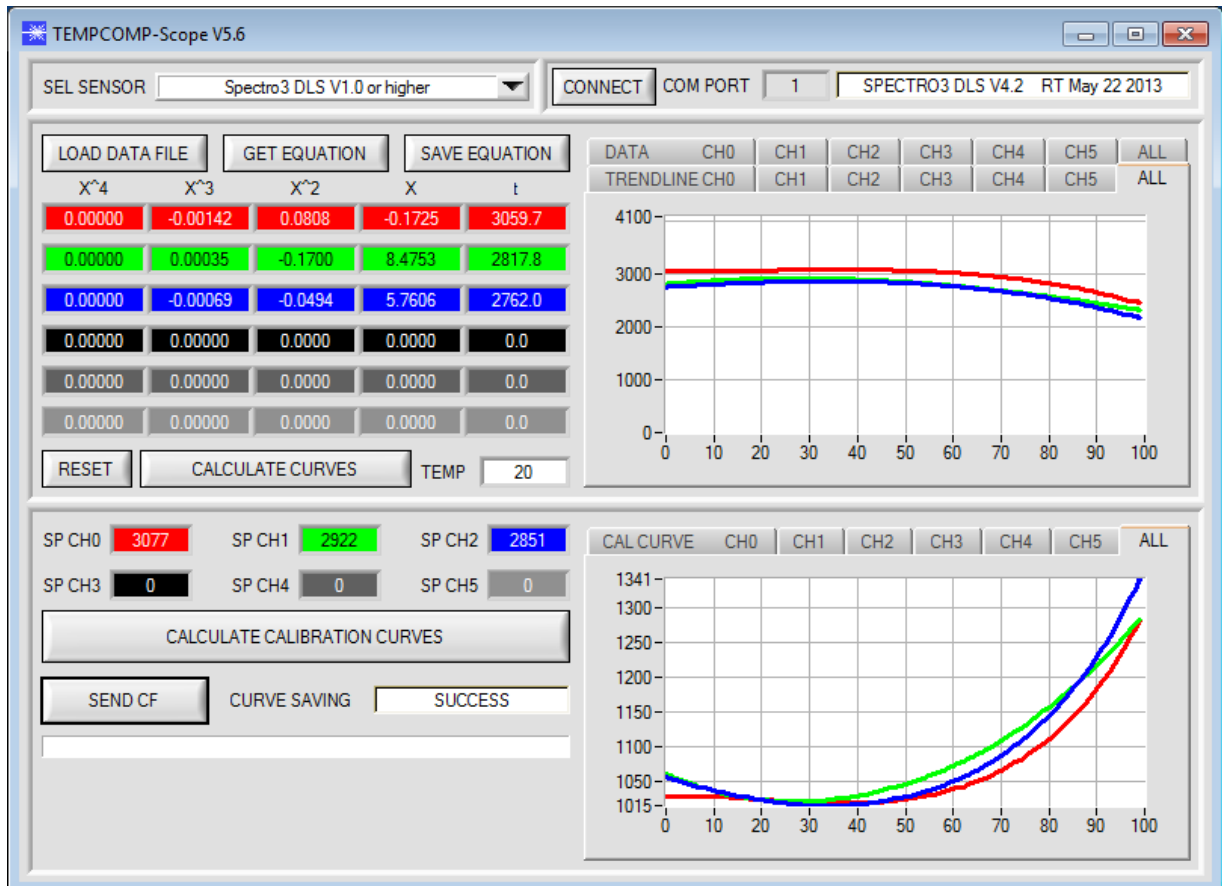 TEMPCOMP-Scope V5.6
SEL SENSOR Spectro3 DLS V1.0 or higher CONNECT COM PORT 1 SPECTRO3 DLS V4.2 RT May 22 2013
LOAD DATA FILE GET EQUATION SAVE EQUATION
X^4 X^3 X^2 X t
0.00000 -0.00142 0.0808 -0.1725 3059.7
0.00000 0.00035 -0.1700 8.4753 2817.8
0.00000 -0.00069 -0.0494 5.7606 2762.0
0.00000 0.00000 0.0000 0.0000 0.0
0.00000 0.00000 0.0000 0.0000 0.0
0.00000 0.00000 0.0000 0.0000 0.0
RESET CALCULATE CURVES TEMP 20
DATA CH0 CH1 CH2 CH3 CH4 CH5 ALL
TRENDLINE CH0 CH1 CH2 CH3 CH4 CH5 ALL
4100
3000
2000
1000
0
0 10 20 30 40 50 60 70 80 90 100
SP CH0 3077 SP CH1 2922 SP CH2 2851
SP CH3 0 SP CH4 0 SP CH5 0
CALCULATE CALIBRATION CURVES
SEND CF CURVE SAVING SUCCESS
CAL CURVE CH0 CH1 CH2 CH3 CH4 CH5 ALL
1341
1300
1250
1200
1150
1100
1050
1015
0 10 20 30 40 50 60 70 80 90 100